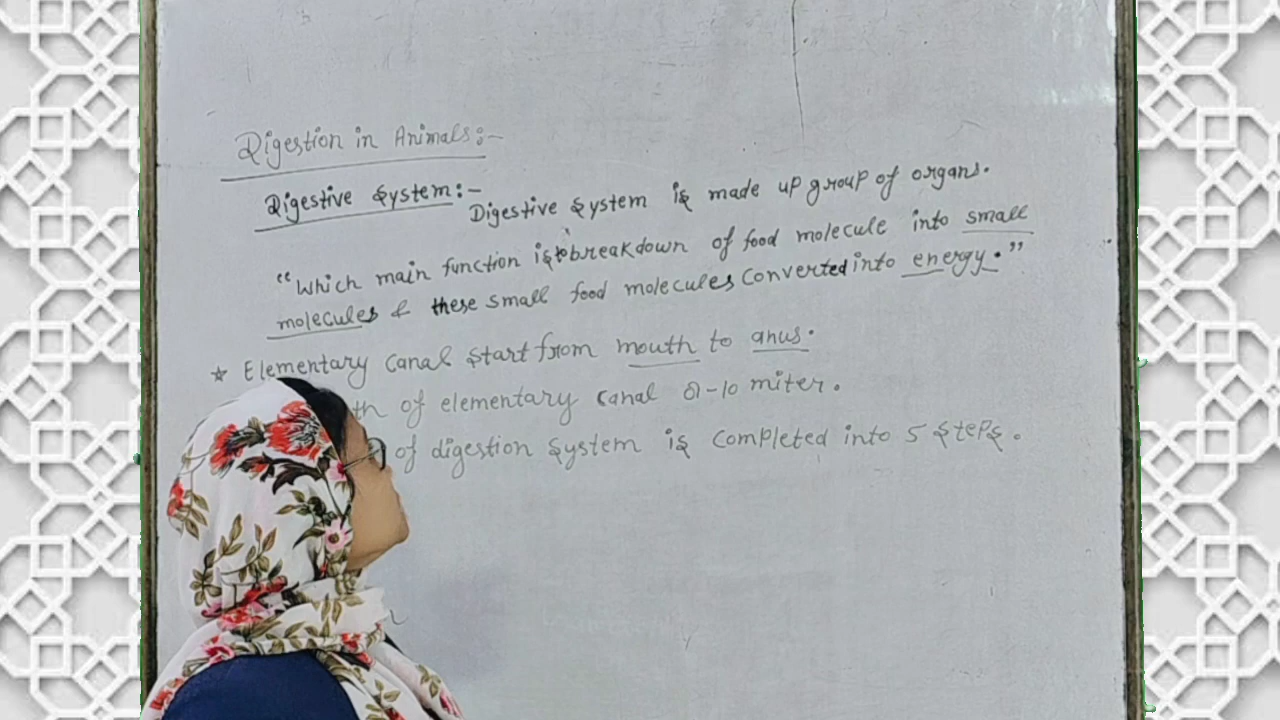 Digestion in Animals:-
Digestive System:- Digestive System is made up group of organs.
"Which main function is to breakdown of food molecule into small
molecules & these small food molecules Converted into energy."
☆ Elementary canal start from mouth to anus.
th of elementary canal 8-10 miter.
of digestion system is completed into 5 steps.